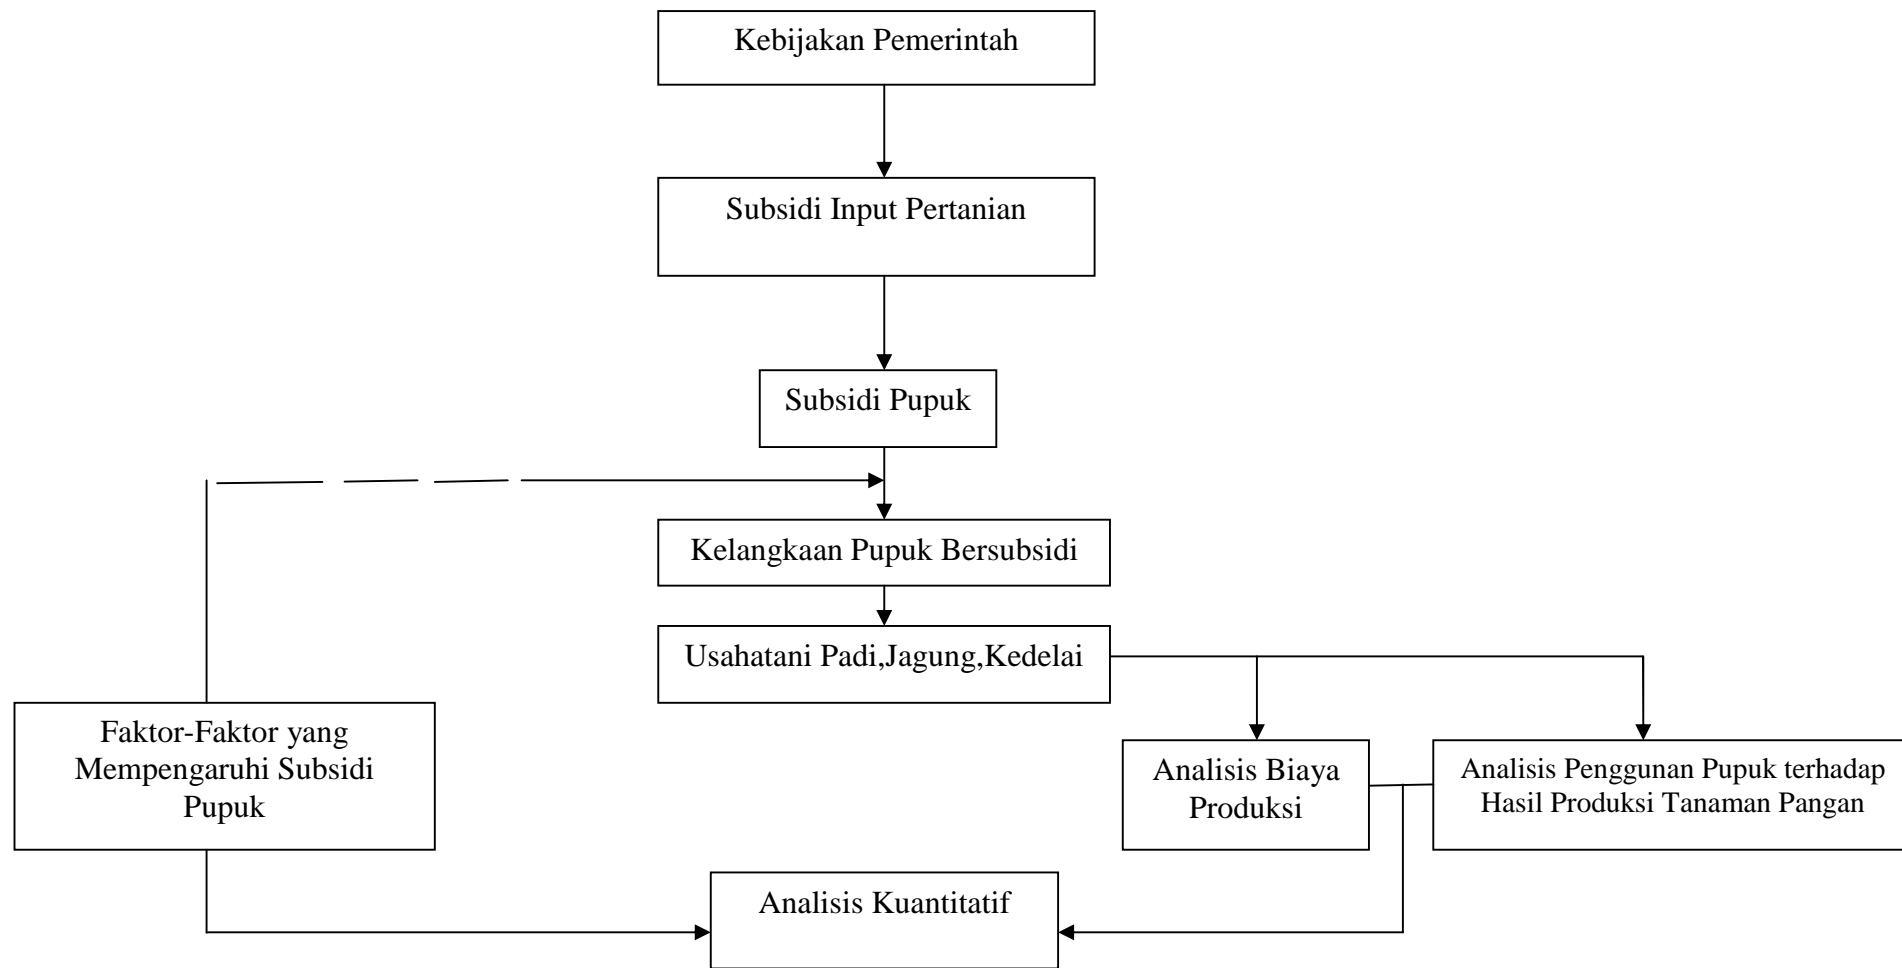 Kebijakan Pemerintah
Subsidi Input Pertanian
Subsidi Pupuk
Kelangkaan Pupuk Bersubsidi
Usahatani Padi,Jagung,Kedelai
Faktor-Faktor yang
Mempengaruhi Subsidi
Pupuk
Analisis Biaya
Produksi
Analisis Penggunan Pupuk terhadap
Hasil Produksi Tanaman Pangan
Analisis Kuantitatif